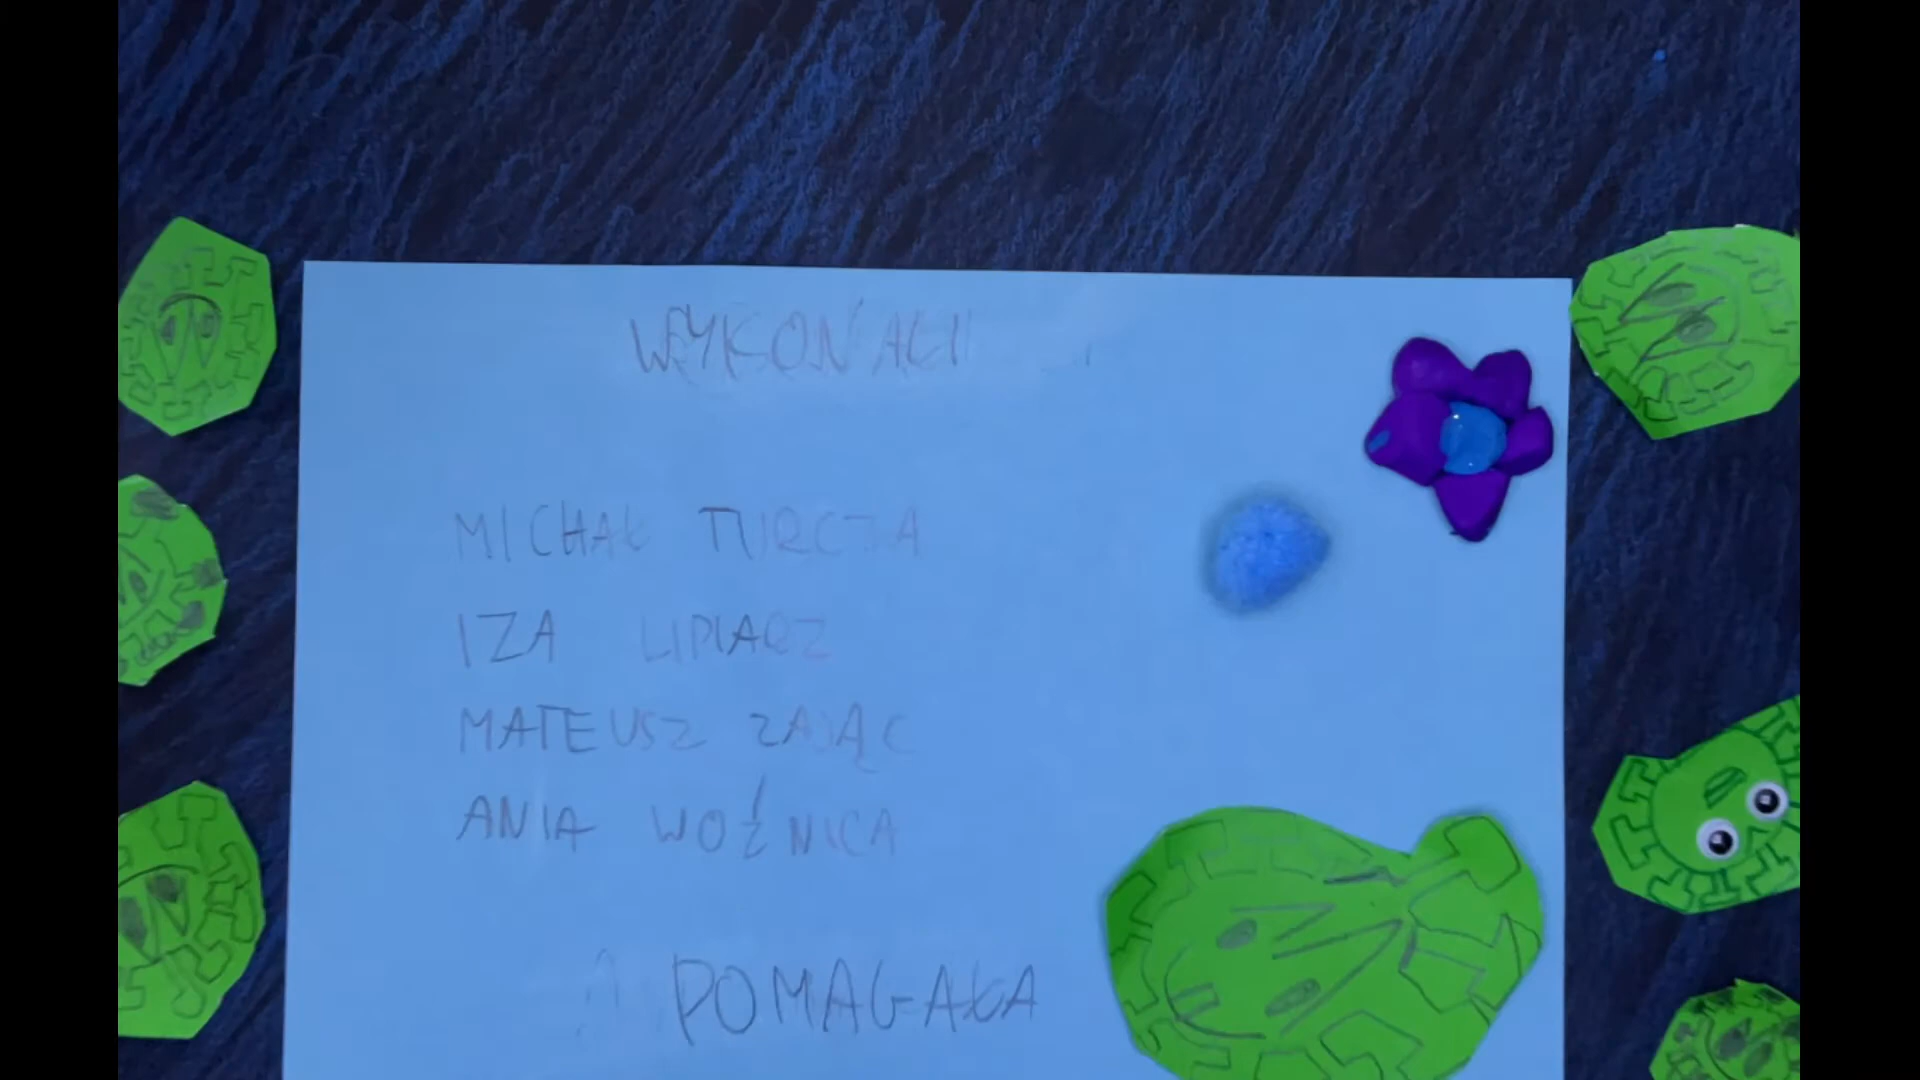 WYKONALI
MICHAŁ TURCZA
IZA LIPIARZ
MATEUSZ ZAJĄC
ANIA WOŹNICA
POMAGAŁA